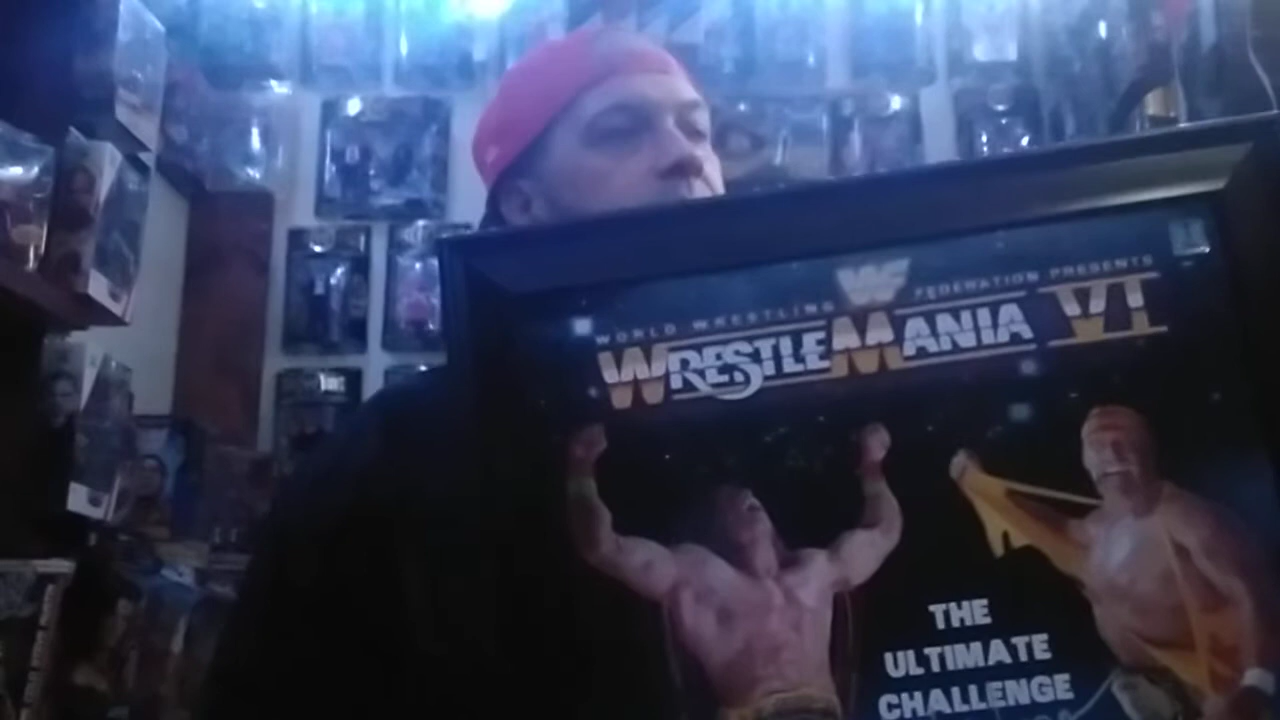 WORLD WRESTLING FEDERATION PRESENTS
WRESTLEMANIA VI
THE
ULTIMATE
CHALLENGE